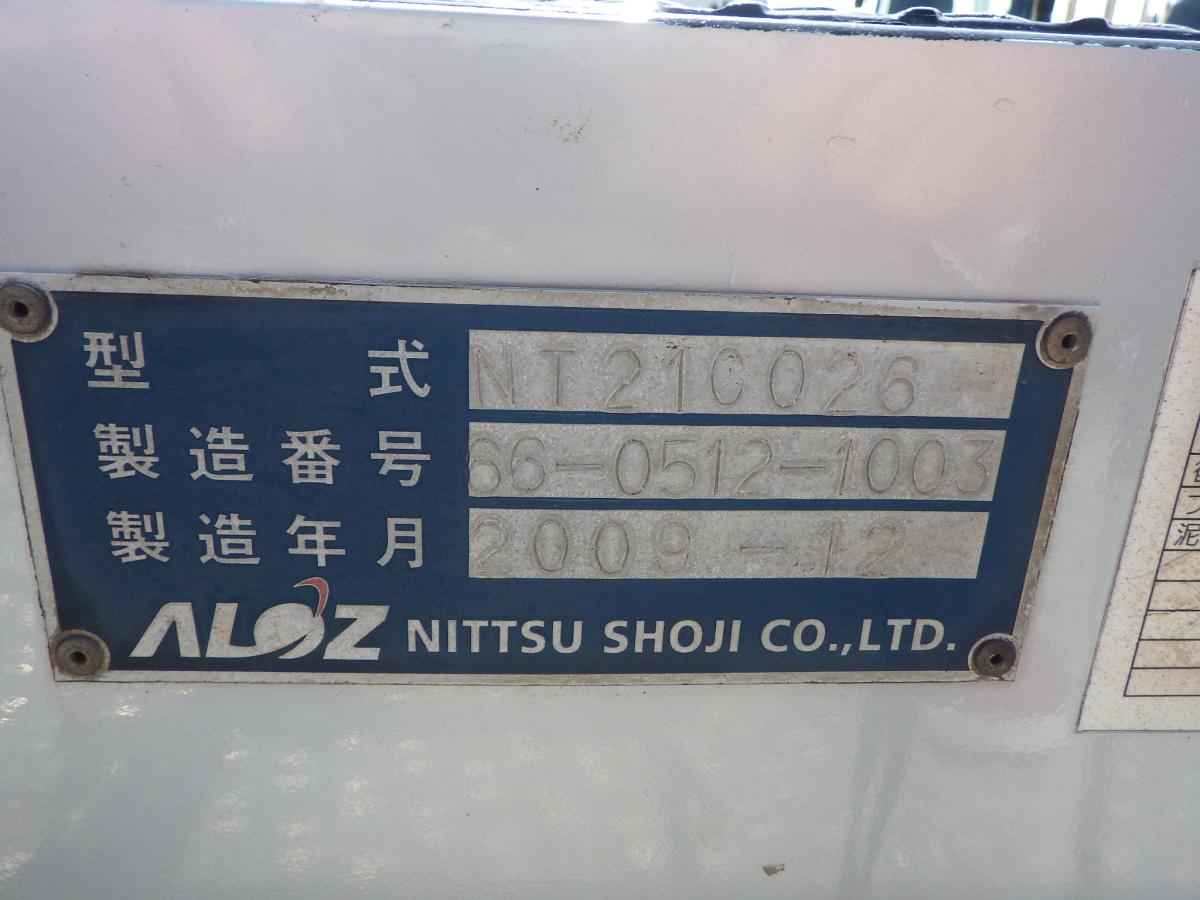 型式 NT21C026
製造番号 66-0512-1003
製造年月 2009-12
ALOZ NITTSU SHOJI CO.,LTD.
泥